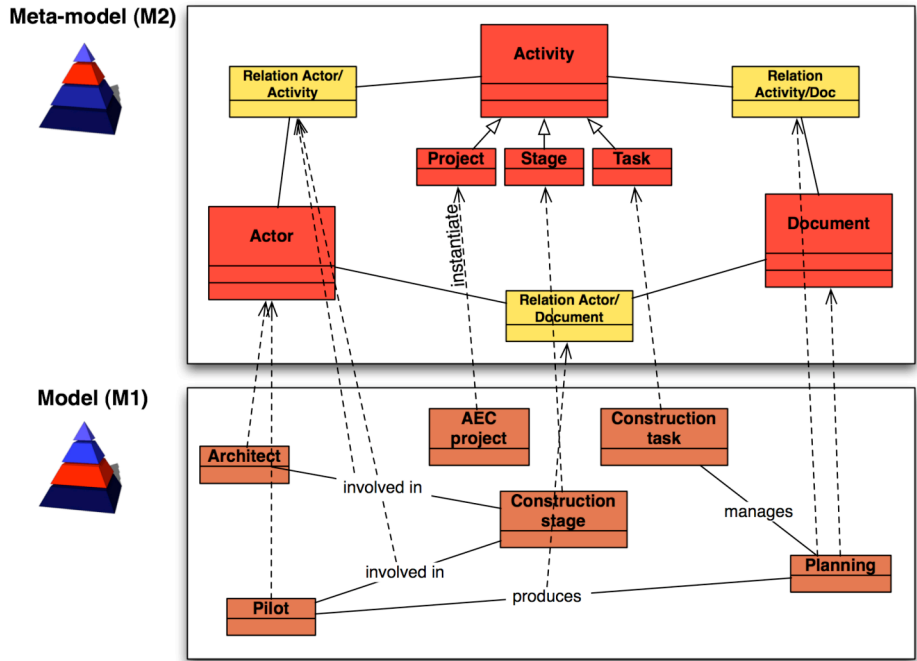 Meta-model (M2)
Activity
Relation Actor/
Activity
Relation
Activity/Doc
Project
Stage
Task
instantiate
Actor
Document
Relation Actor/
Document
Model (M1)
AEC
project
Construction
task
Architect
involved in
Construction
stage
manages
involved in
Planning
produces
Pilot